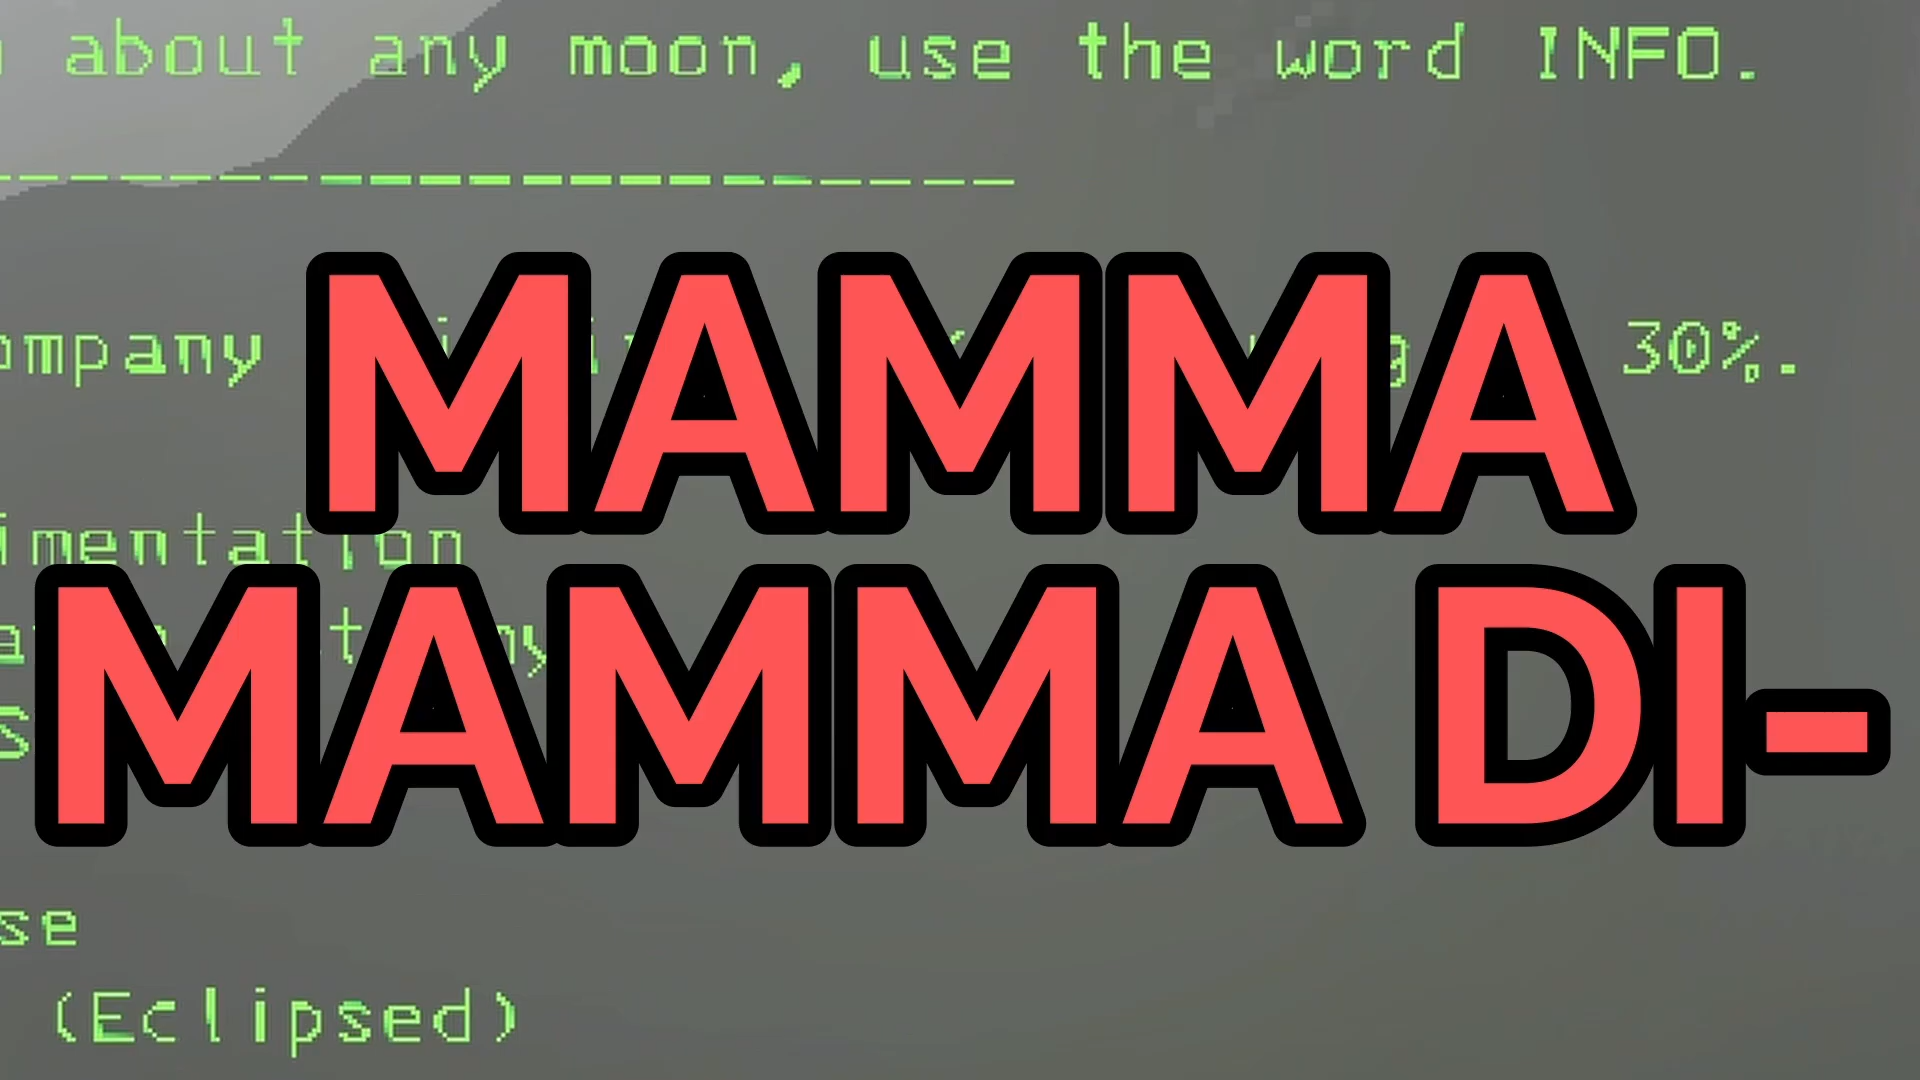 about any moon, use the word INFO.
------------------
ompany 30%.
MAMMA
imentation
MAMMA DI-
se
(Eclipsed)